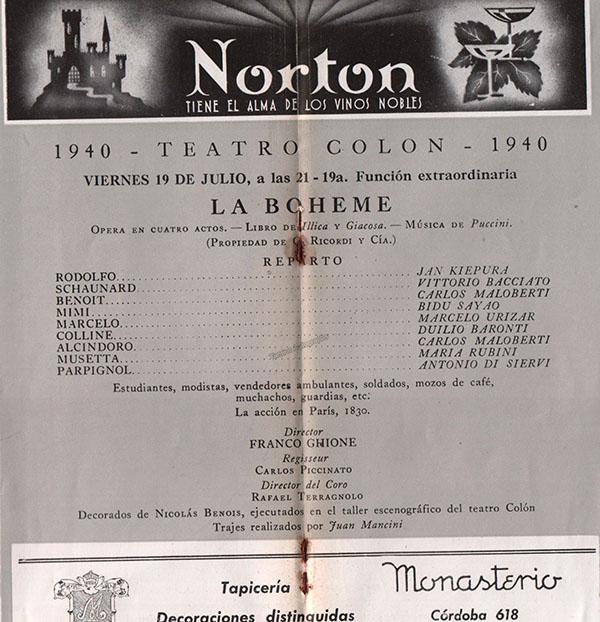 Norton
TIENE EL ALMA DE LOS VINOS NOBLES
1940 - TEATRO COLON - 1940
VIERNES 19 DE JULIO, a las 21 - 19a. Función extraordinaria
LA BOHEME
OPERA EN CUATRO ACTOS. — LIBRO DE Illica Y Giacosa. — MÚSICA DE Puccini.
(PROPIEDAD DE G. RICORDI Y CÍA.)
REPARTO
RODOLFO JAN KIEPURA
SCHAUNARD VITTORIO BACCIATO
BENOIT CARLOS MALOBERTI
MIMI BIDU SAYAO
MARCELO MARCELO URIZAR
COLLINE DUILIO BARONTI
ALCINDORO CARLOS MALOBERTI
MUSETTA MARIA RUBINI
PARPIGNOL ANTONIO DI SIERVI
Estudiantes, modistas, vendedores ambulantes, soldados, mozos de café,
muchachos, guardias, etc.
La acción en París, 1830.
Director
FRANCO GHIONE
Regisseur
CARLOS PICCINATO
Director del Coro
RAFAEL TERRAGNOLO
Decorados de NICOLÁS BENOIS, ejecutados en el taller escenográfico del teatro Colón
Trajes realizados por Juan Mancini
Tapicería
Decoraciones distinguidas
Monasterio
Córdoba 618